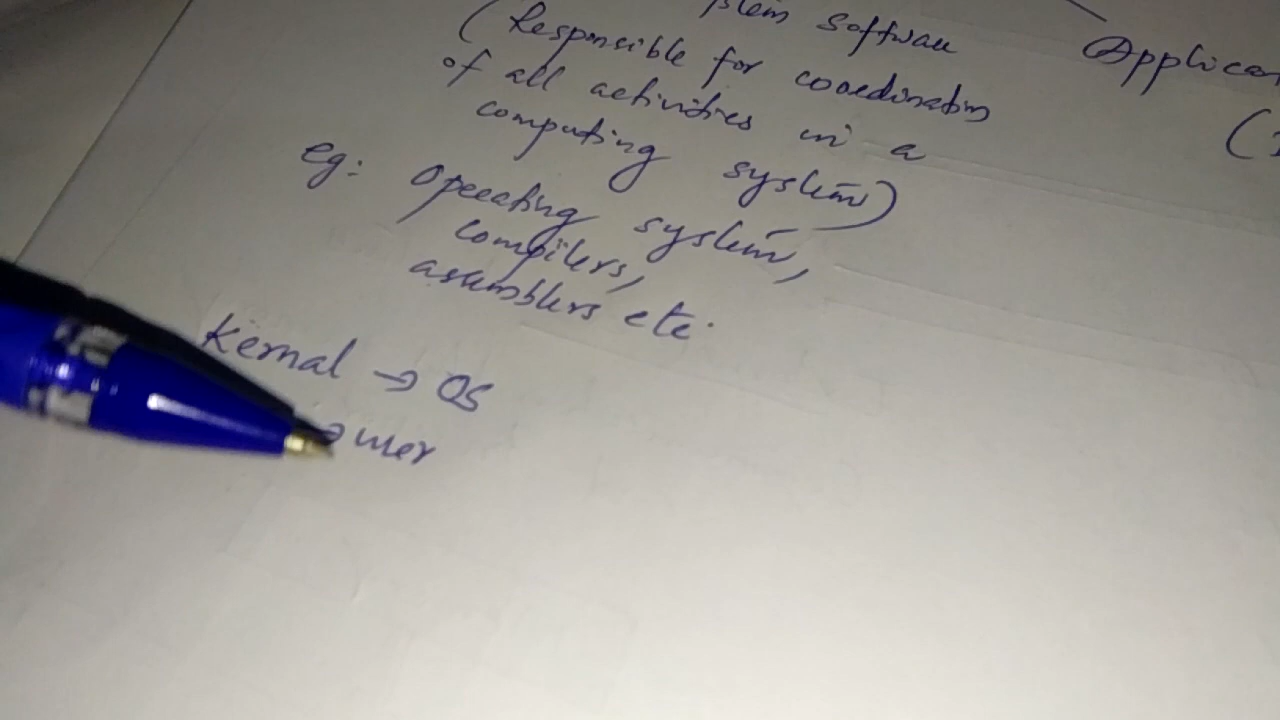 software
Applica
(Responsible for coordination
of all activities in a
computing system)
eg: Operating system,
compilers,
assemblers etc.
Kernal → OS
→ user